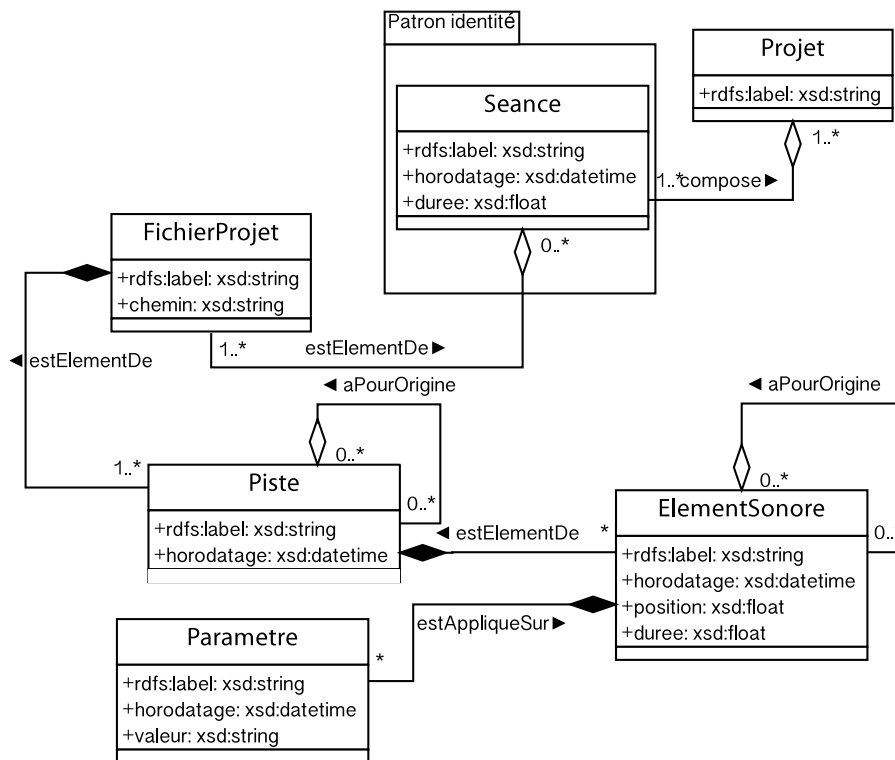 Patron identité
Projet
+rdfs:label: xsd:string
1..*
Seance
+rdfs:label: xsd:string
+horodatage: xsd:datetime
+duree: xsd:float
1..*
compose ►
0..*
FichierProjet
+rdfs:label: xsd:string
+chemin: xsd:string
1..*
estElementDe ►
◄ estElementDe
◄ aPourOrigine
0..*
0..*
1..*
Piste
+rdfs:label: xsd:string
+horodatage: xsd:datetime
◄ estElementDe
*
◄ aPourOrigine
0..*
0..
ElementSonore
+rdfs:label: xsd:string
+horodatage: xsd:datetime
+position: xsd:float
+duree: xsd:float
estAppliqueSur ►
*
Parametre
+rdfs:label: xsd:string
+horodatage: xsd:datetime
+valeur: xsd:string